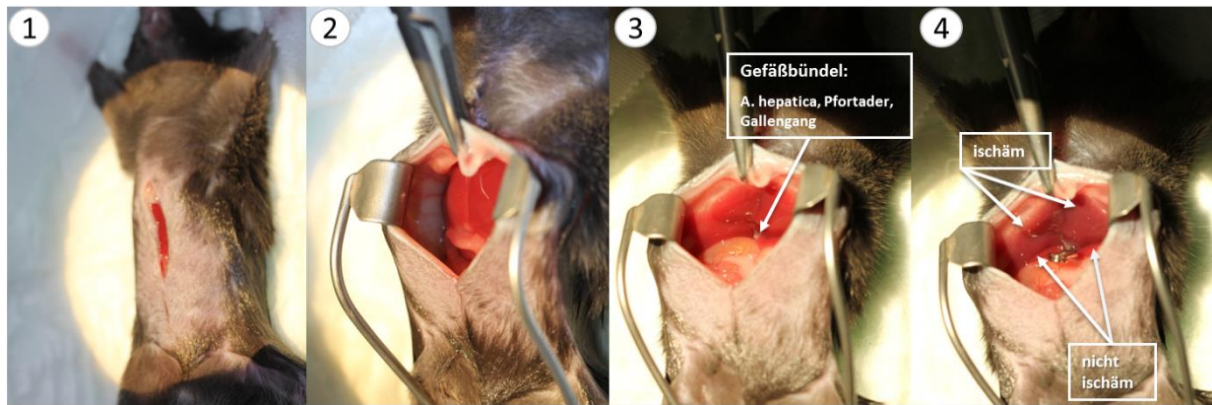 1
2
3
4
Gefäßbündel:
A. hepatica, Pfortader,
Gallengang
ischäm
nicht
ischäm